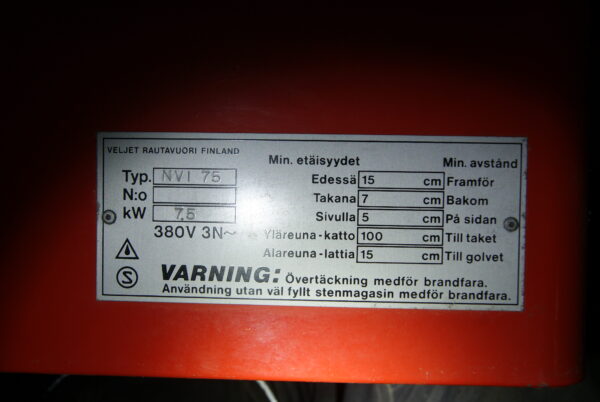 VELJET RAUTAVUORI FINLAND
Typ. NVI 75
N:o
kW 7.5
380V 3N~
Min. etäisyydet Min. avstånd
Edessä 15 cm Framför
Takana 7 cm Bakom
Sivulla 5 cm På sidan
Yläreuna-katto 100 cm Till taket
Alareuna-lattia 15 cm Till golvet
S
VARNING: Övertäckning medför brandfara.
Användning utan väl fyllt stenmagasin medför brandfara.